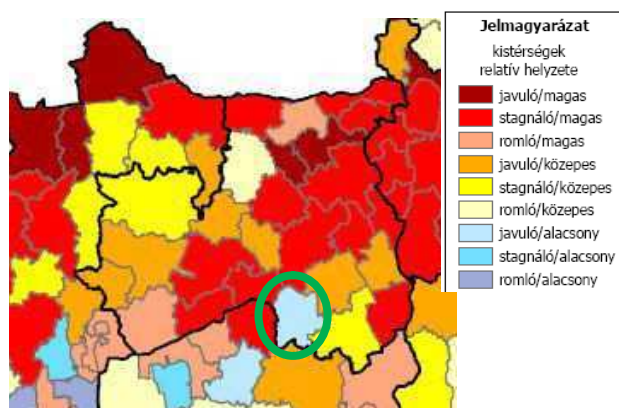 Jelmagyarázat
kistérségek
relatív helyzete
javuló/magas
stagnáló/magas
romló/magas
javuló/közepes
stagnáló/közepes
romló/közepes
javuló/alacsony
stagnáló/alacsony
romló/alacsony